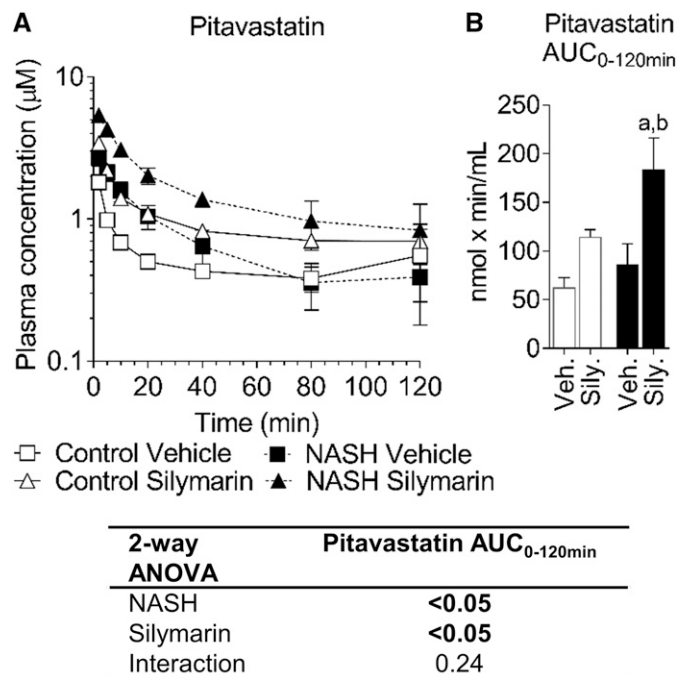 A
Pitavastatin
Plasma concentration (μM)
10
1
0.1
0 20 40 60 80 100 120
Time (min)
Control Vehicle
NASH Vehicle
Control Silymarin
NASH Silymarin
B
Pitavastatin
AUC0-120min
nmol x min/mL
250
200
150
100
50
0
a,b
Veh.
Sily.
Veh.
Sily.
2-way Pitavastatin AUC0-120min
ANOVA
NASH <0.05
Silymarin <0.05
Interaction 0.24